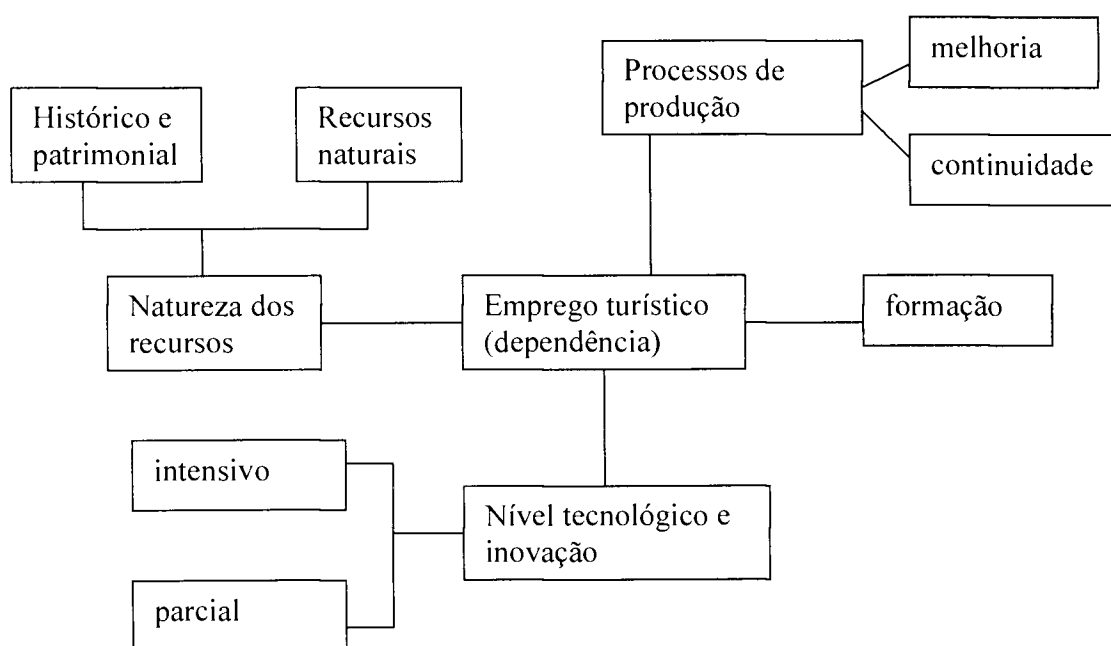 melhoria
Processos de
produção
continuidade
Histórico e
patrimonial
Recursos
naturais
Natureza dos
recursos
Emprego turístico
(dependência)
formação
intensivo
Nível tecnológico e
inovação
parcial